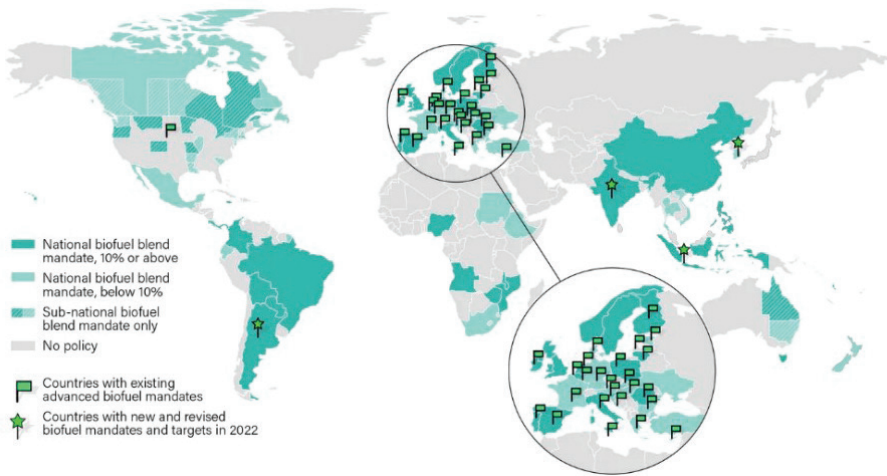 National biofuel blend
mandate, 10% or above
National biofuel blend
mandate, below 10%
Sub-national biofuel
blend mandate only
No policy
Countries with existing
advanced biofuel mandates
Countries with new and revised
biofuel mandates and targets in 2022